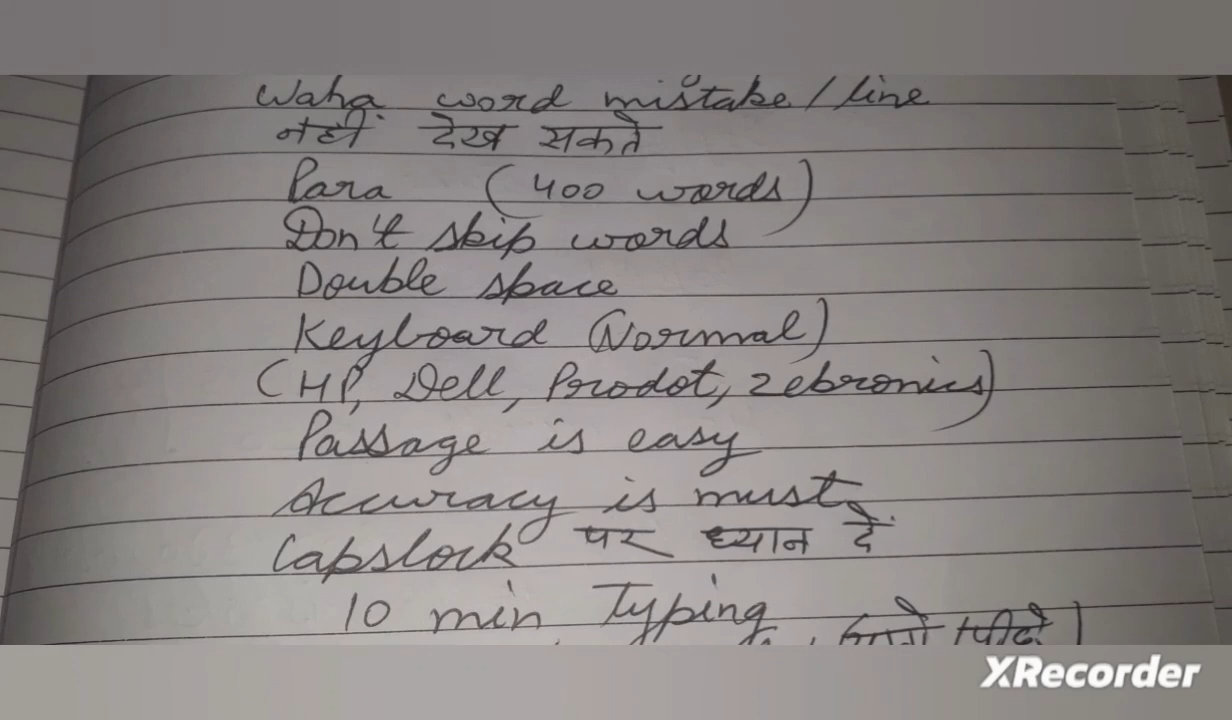 Waha word mistake / line
नहीं देख सकते
Para (400 words)
Don't skip words
Double space
Keyboard (Normal)
(HP, Dell, Prodot, Zebronics)
Passage is easy
Accuracy is must
Capslock पर ध्यान दें
10 min Typing
XRecorder